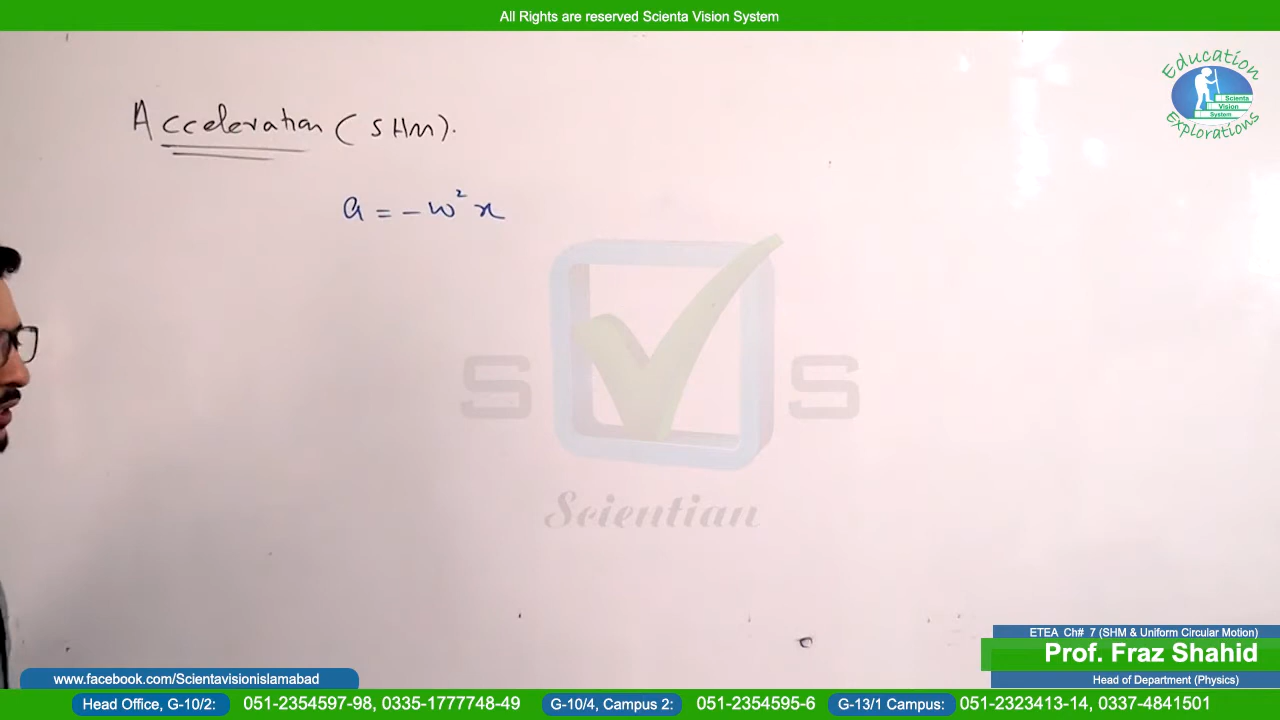 All Rights are reserved Scienta Vision System
Education
Scienta
Vision
System
Explorations
Acceleration (SHM).
a = -ω²x
S S
Scientian
ETEA Ch# 7 (SHM & Uniform Circular Motion)
Prof. Fraz Shahid
Head of Department (Physics)
www.facebook.com/Scientavisionislamabad
Head Office, G-10/2: 051-2354597-98, 0335-1777748-49 G-10/4, Campus 2: 051-2354595-6 G-13/1 Campus: 051-2323413-14, 0337-4841501